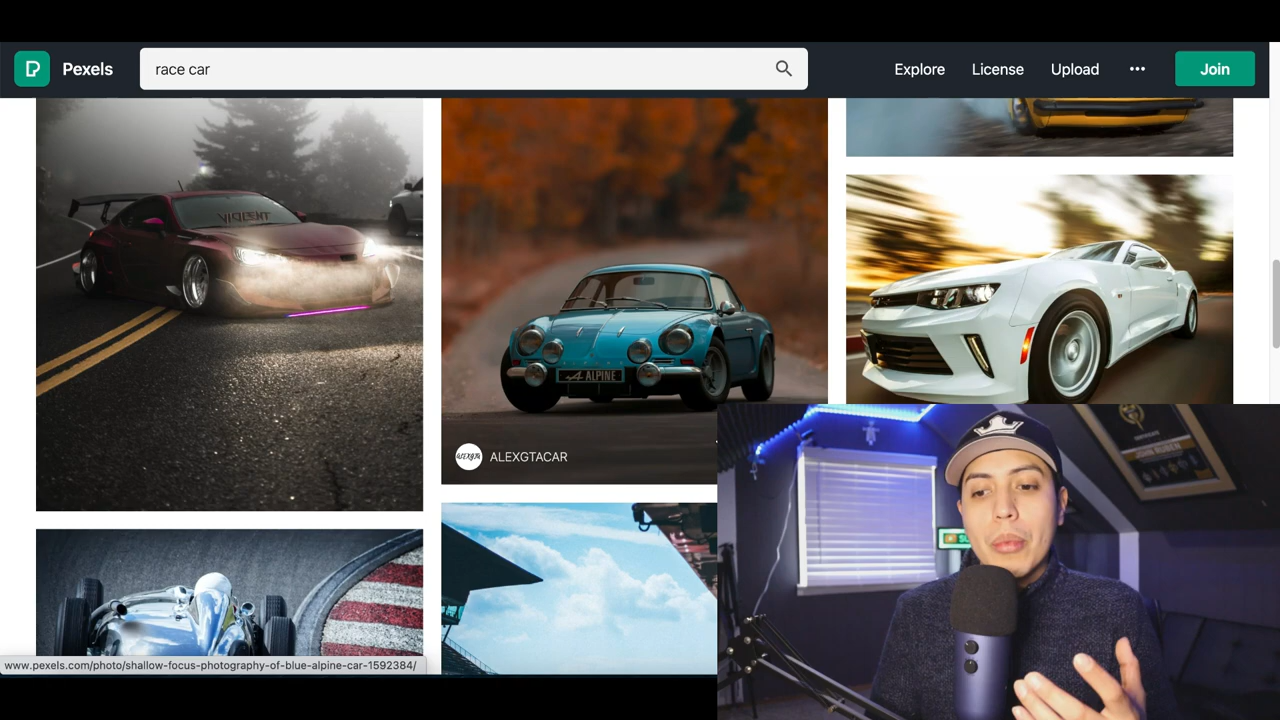 Pexels
race car
Explore
License
Upload
Join
VIOLENT
ALPINE
ALEXGTA
ALEXGTACAR
www.pexels.com/photo/shallow-focus-photography-of-blue-alpine-car-1592384/